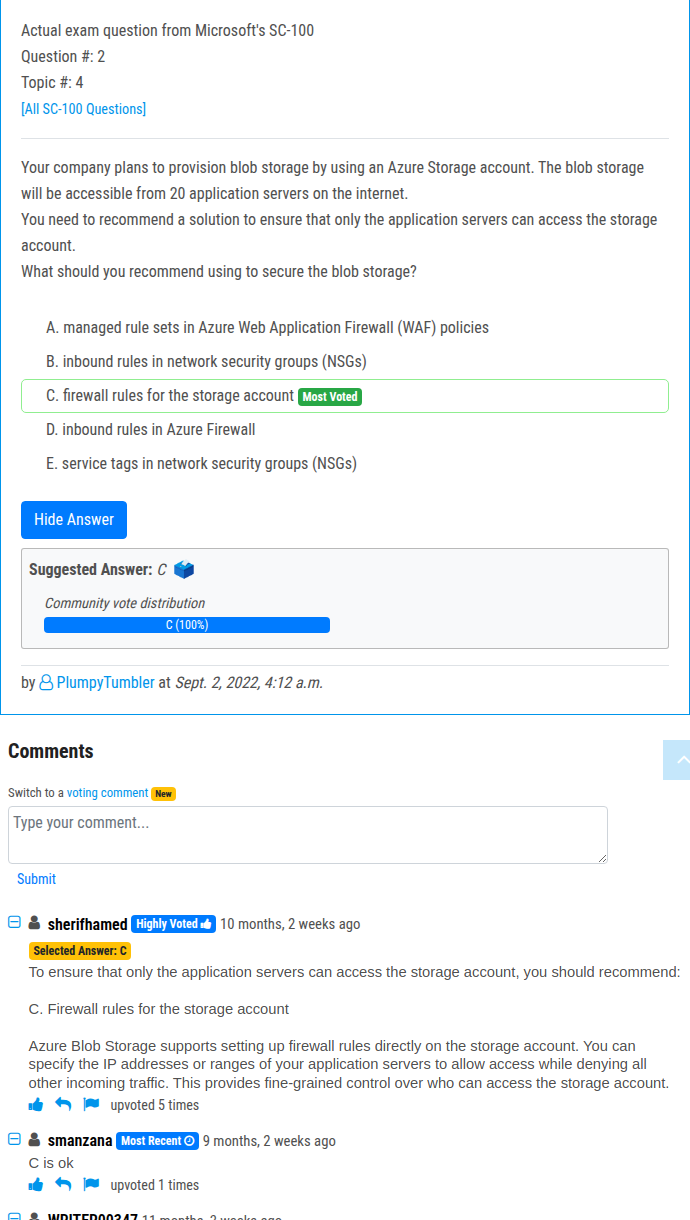 Actual exam question from Microsoft's SC-100
Question #: 2
Topic #: 4
[All SC-100 Questions]
Your company plans to provision blob storage by using an Azure Storage account. The blob storage
will be accessible from 20 application servers on the internet.
You need to recommend a solution to ensure that only the application servers can access the storage
account.
What should you recommend using to secure the blob storage?
A. managed rule sets in Azure Web Application Firewall (WAF) policies
B. inbound rules in network security groups (NSGs)
C. firewall rules for the storage account Most Voted
D. inbound rules in Azure Firewall
E. service tags in network security groups (NSGs)
Hide Answer
Suggested Answer: C
Community vote distribution
C (100%)
by PlumpyTumbler at Sept. 2, 2022, 4:12 a.m.
Comments
Switch to a voting comment New
Type your comment...
Submit
sherifhamed Highly Voted 10 months, 2 weeks ago
Selected Answer: C
To ensure that only the application servers can access the storage account, you should recommend:
C. Firewall rules for the storage account
Azure Blob Storage supports setting up firewall rules directly on the storage account. You can
specify the IP addresses or ranges of your application servers to allow access while denying all
other incoming traffic. This provides fine-grained control over who can access the storage account.
upvoted 5 times
smanzana Most Recent 9 months, 2 weeks ago
C is ok
upvoted 1 times
WRITER00347 11 months, 2 weeks ago